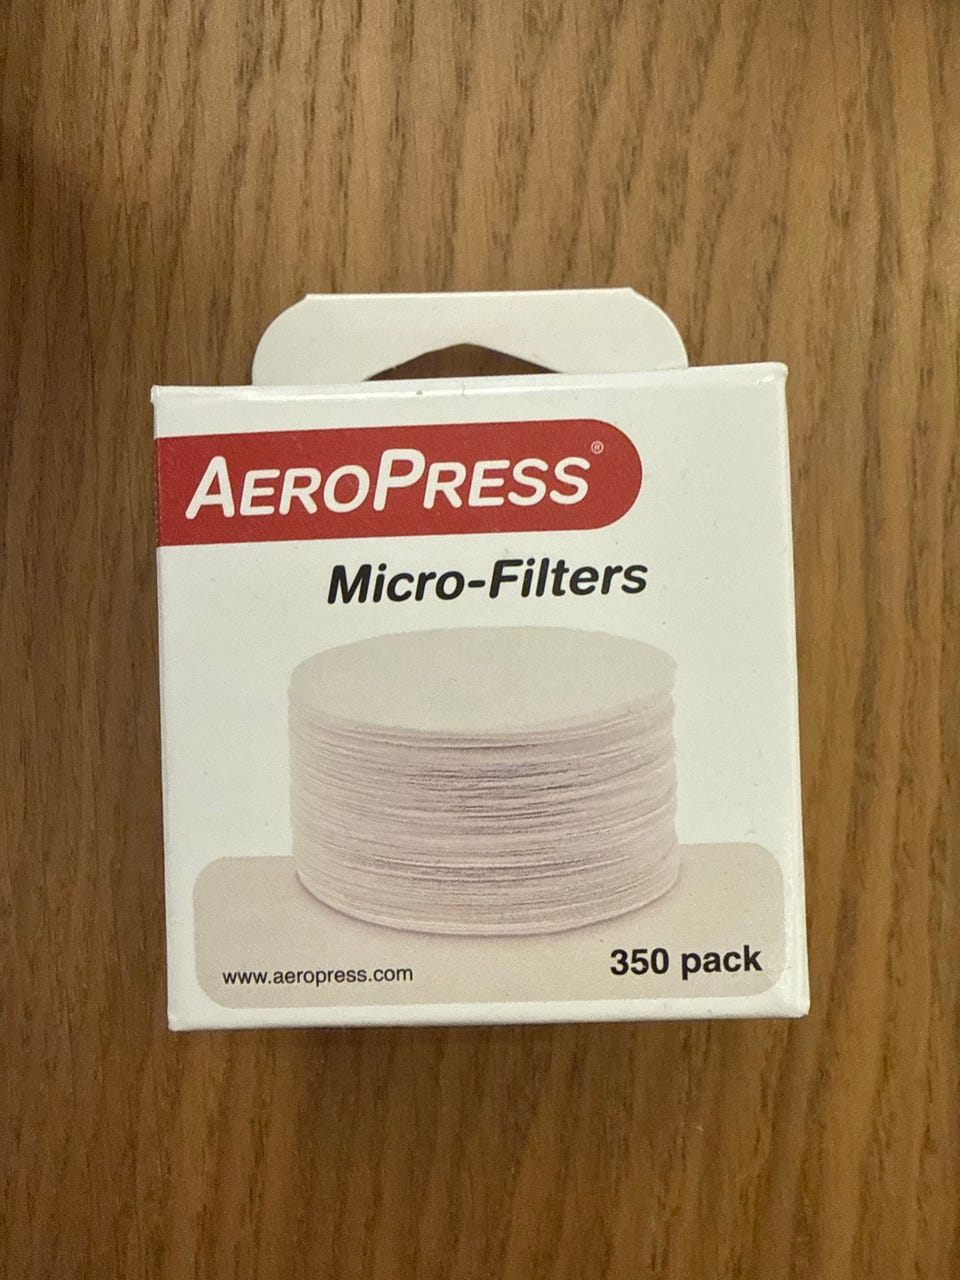 AEROPRESS®
Micro-Filters
www.aeropress.com
350 pack